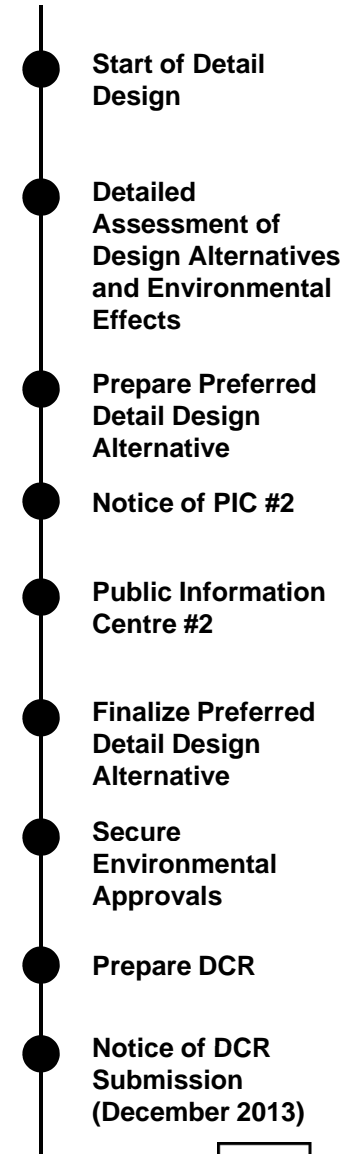 Start of Detail
Design
Detailed
Assessment of
Design Alternatives
and Environmental
Effects
Prepare Preferred
Detail Design
Alternative
Notice of PIC #2
Public Information
Centre #2
Finalize Preferred
Detail Design
Alternative
Secure
Environmental
Approvals
Prepare DCR
Notice of DCR
Submission
(December 2013)